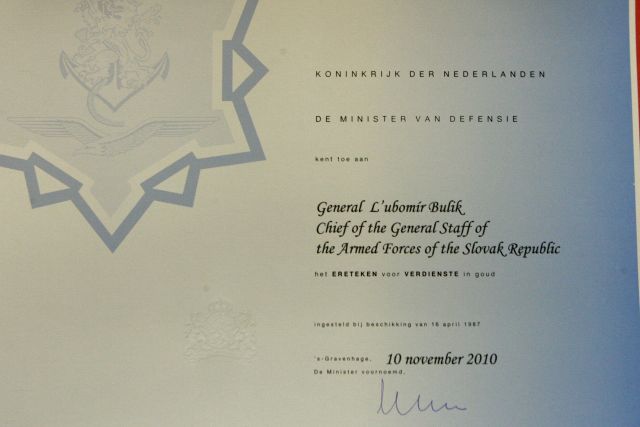 KONINKRIJK DER NEDERLANDEN
DE MINISTER VAN DEFENSIE
kent toe aan
General L'ubomír Bulík
Chief of the General Staff of
the Armed Forces of the Slovak Republic
het ERETEKEN voor VERDIENSTE in goud
ingesteld bij beschikking van 16 april 1987
's-Gravenhage, 10 november 2010
De Minister voornoemd,